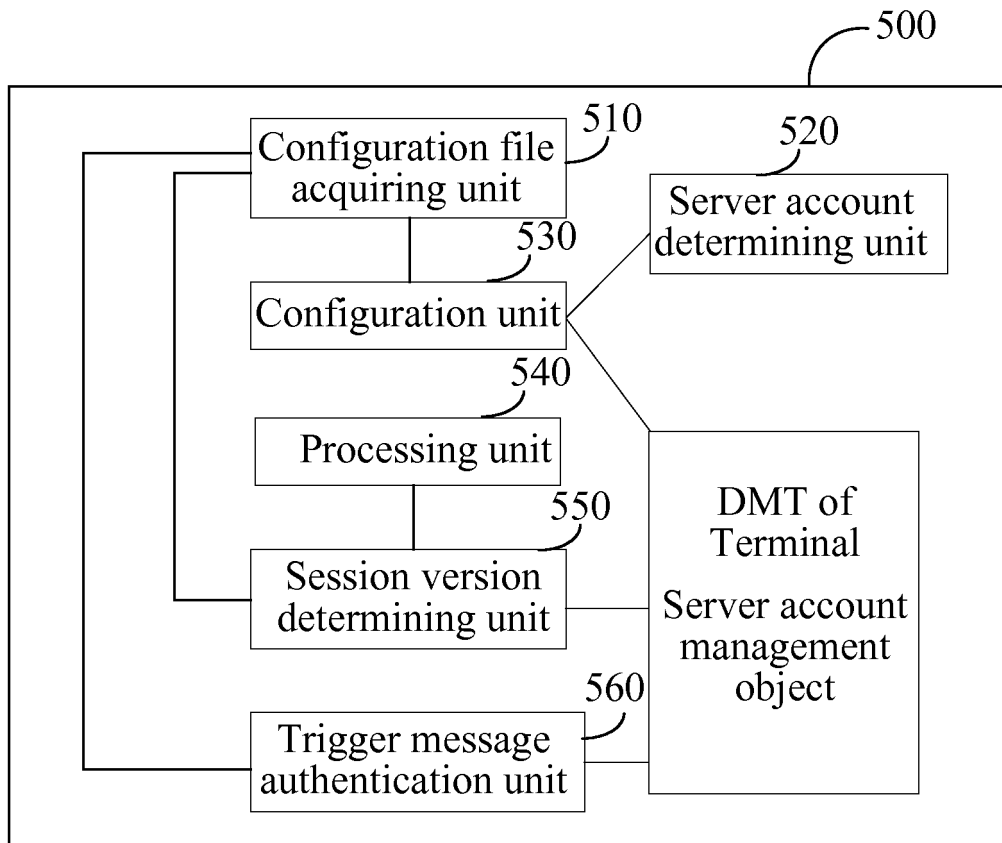 500
510
Configuration file
acquiring unit
520
Server account
determining unit
530
Configuration unit
540
Processing unit
550
Session version
determining unit
DMT of
Terminal
Server account
management
object
560
Trigger message
authentication unit